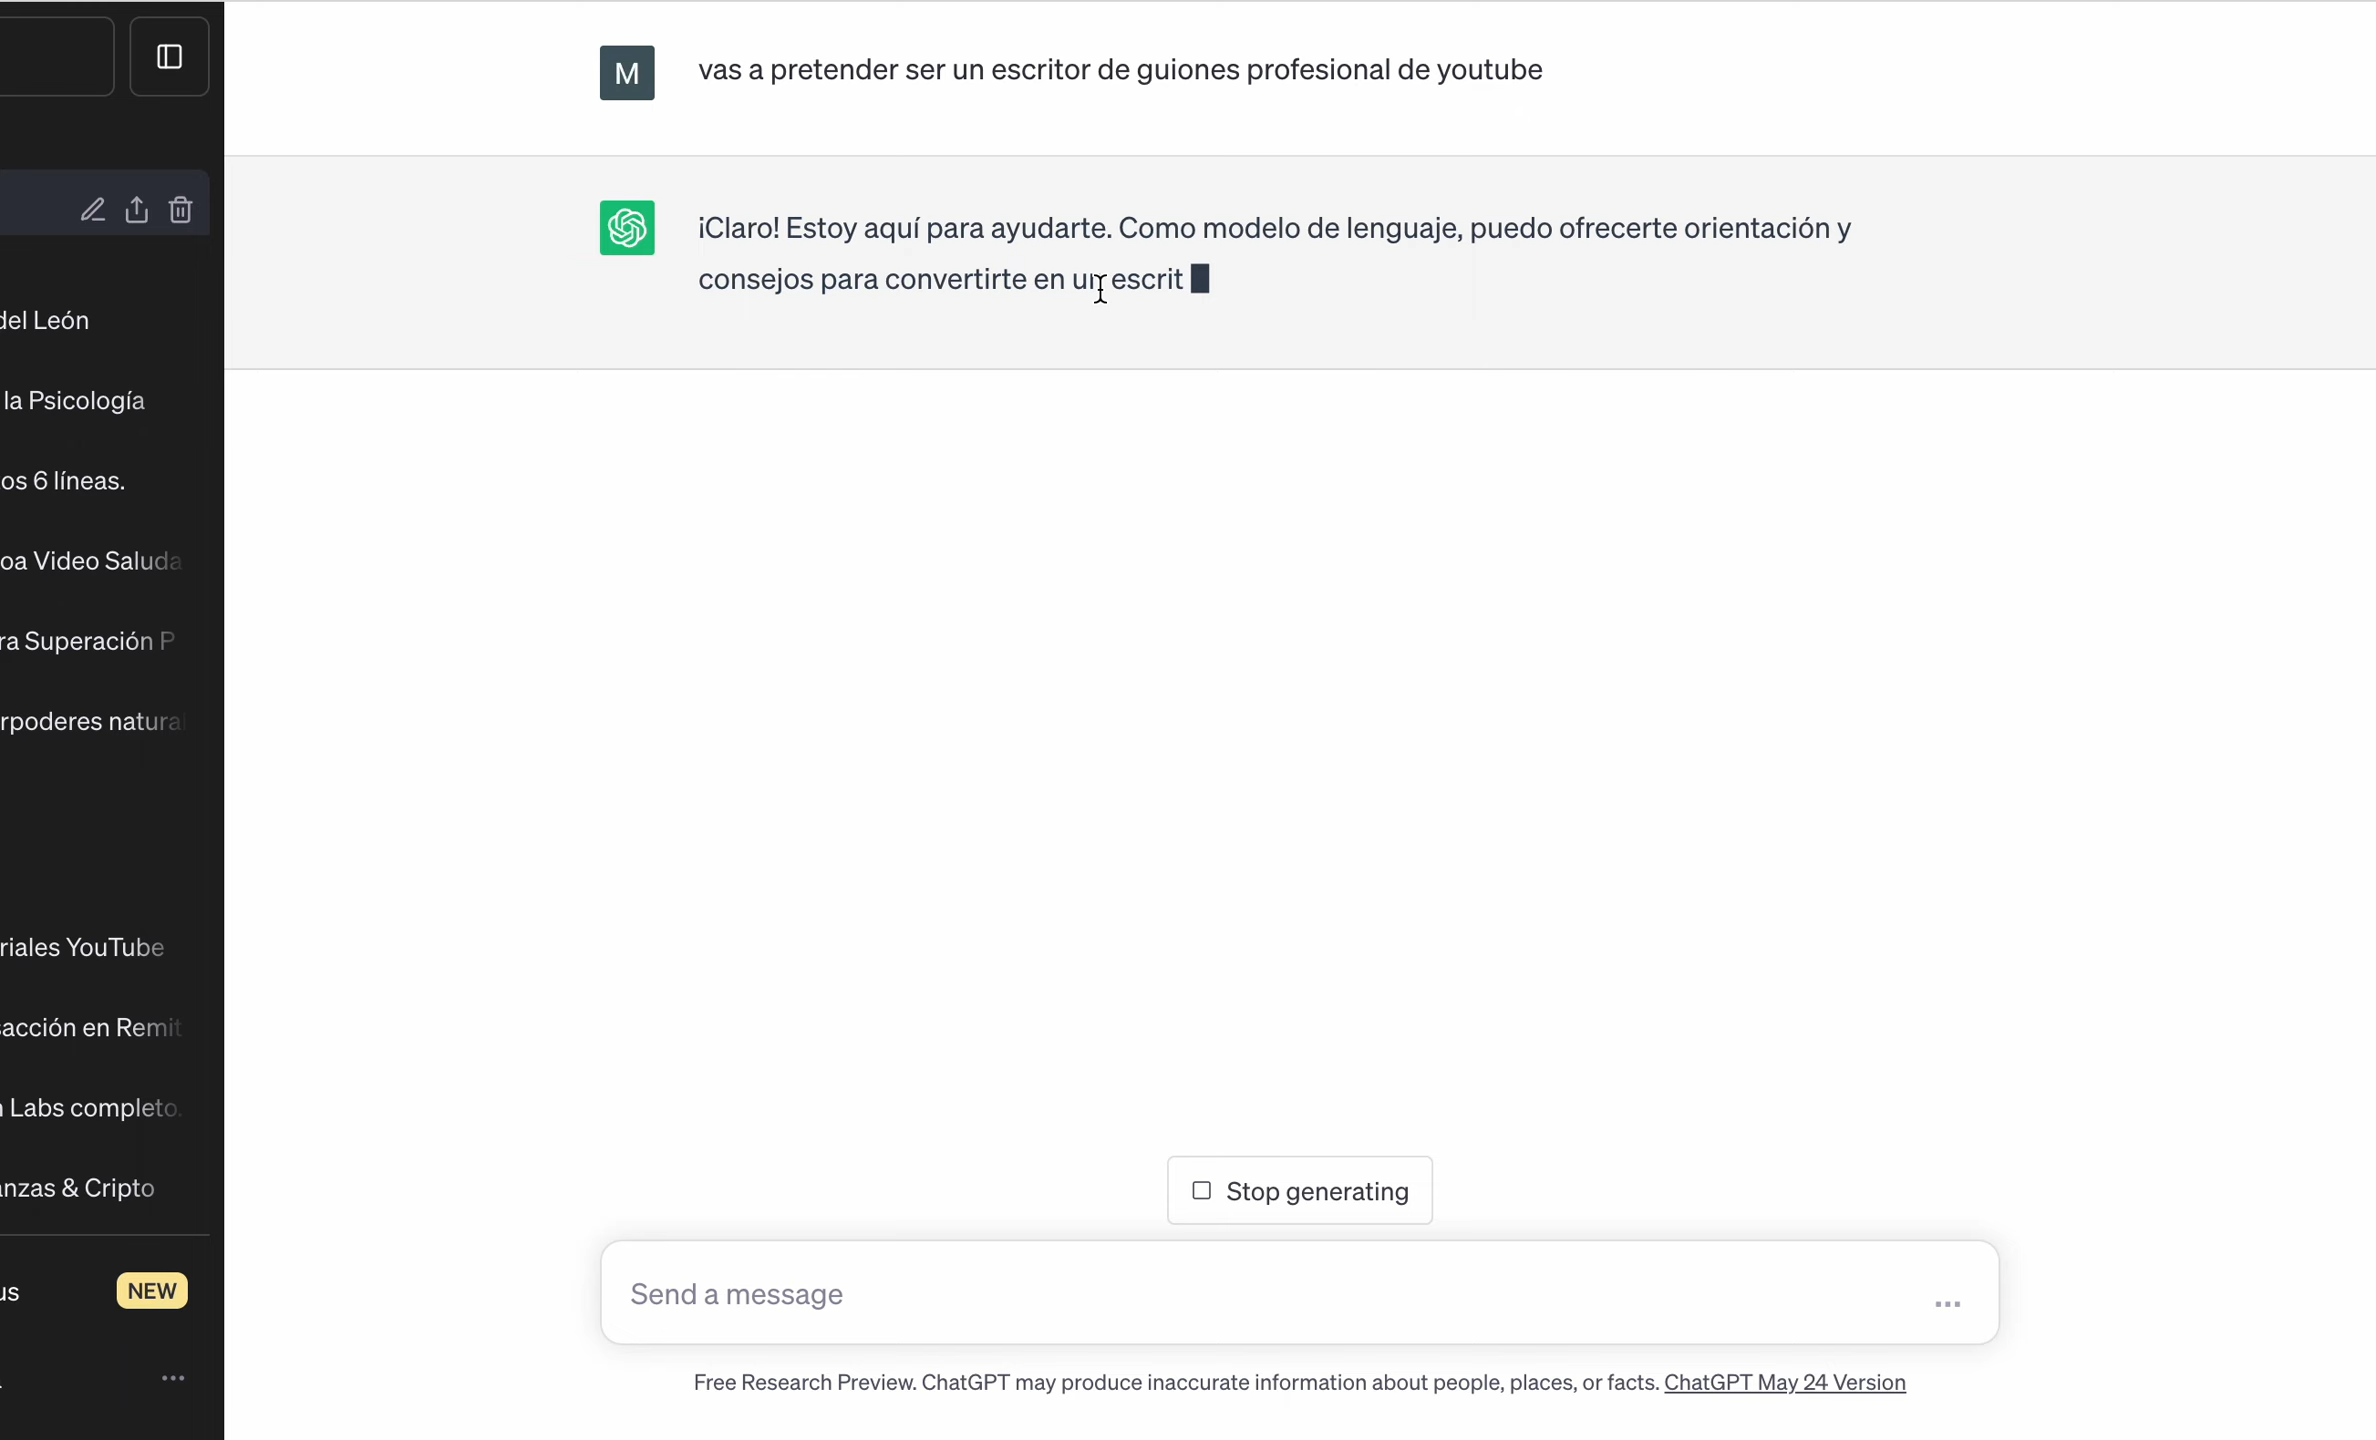 M
vas a pretender ser un escritor de guiones profesional de youtube
¡Claro! Estoy aquí para ayudarte. Como modelo de lenguaje, puedo ofrecerte orientación y
consejos para convertirte en un escrit
del León
la Psicología
os 6 líneas.
oa Video Saluda
ra Superación P
rpoderes natural
riales YouTube
sacción en Remit
n Labs completo.
anzas & Cripto
us
NEW
Stop generating
Send a message
Free Research Preview. ChatGPT may produce inaccurate information about people, places, or facts. ChatGPT May 24 Version